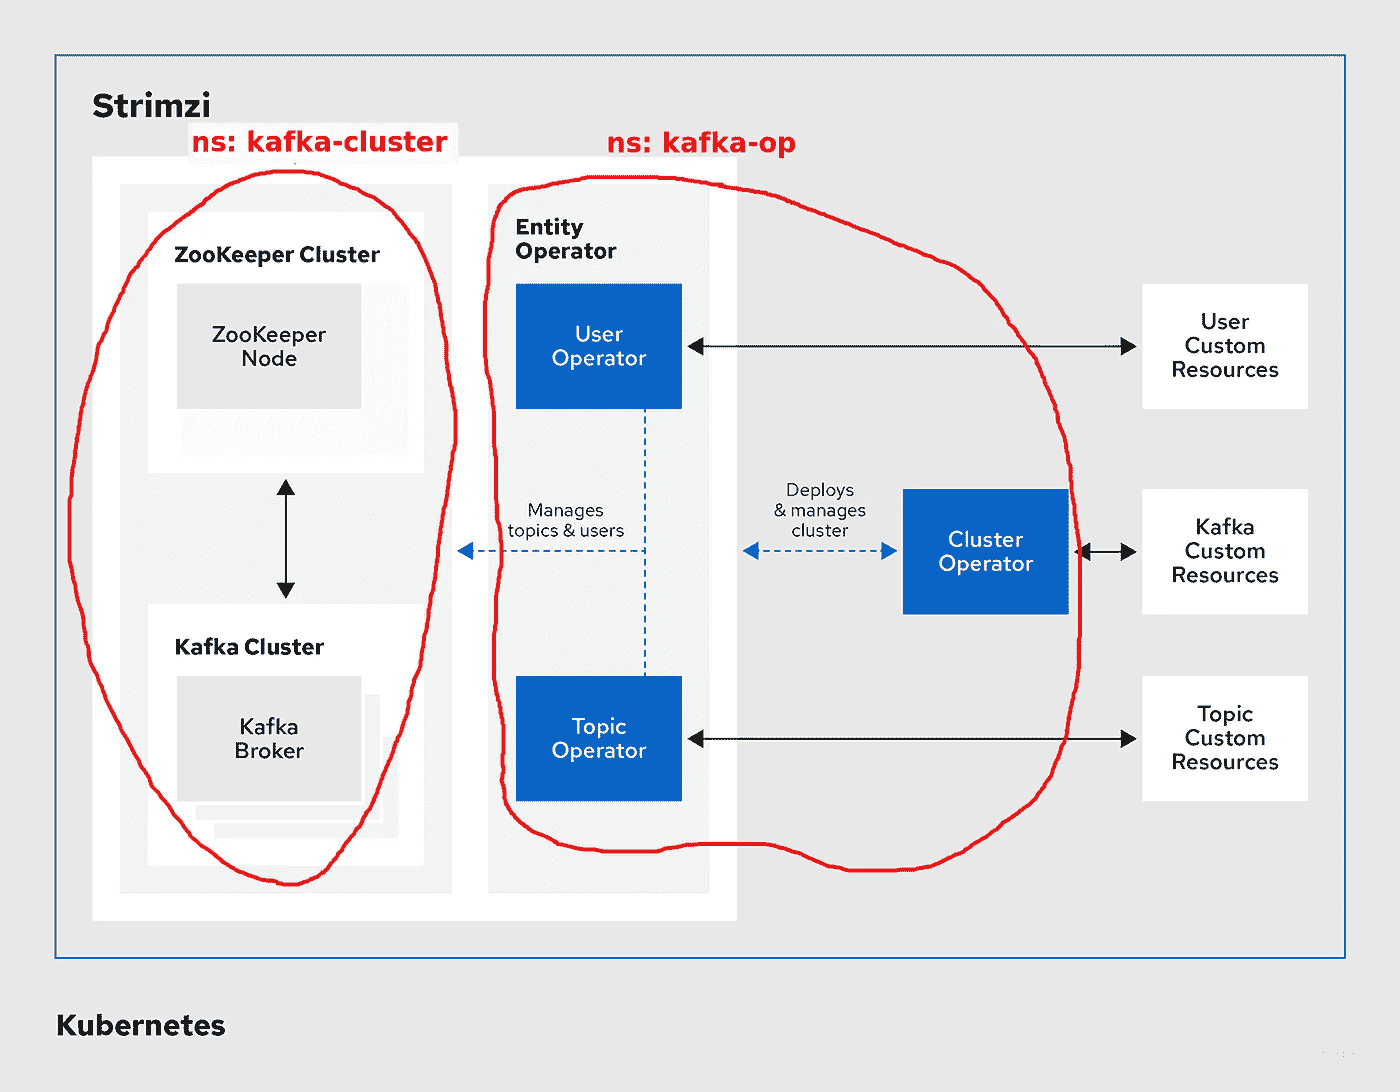 Strimzi
ns: kafka-cluster
ns: kafka-op
ZooKeeper Cluster
ZooKeeper
Node
Kafka Cluster
Kafka
Broker
Entity
Operator
User
Operator
Manages
topics & users
Topic
Operator
Deploys
& manages
cluster
Cluster
Operator
User
Custom
Resources
Kafka
Custom
Resources
Topic
Custom
Resources
Kubernetes